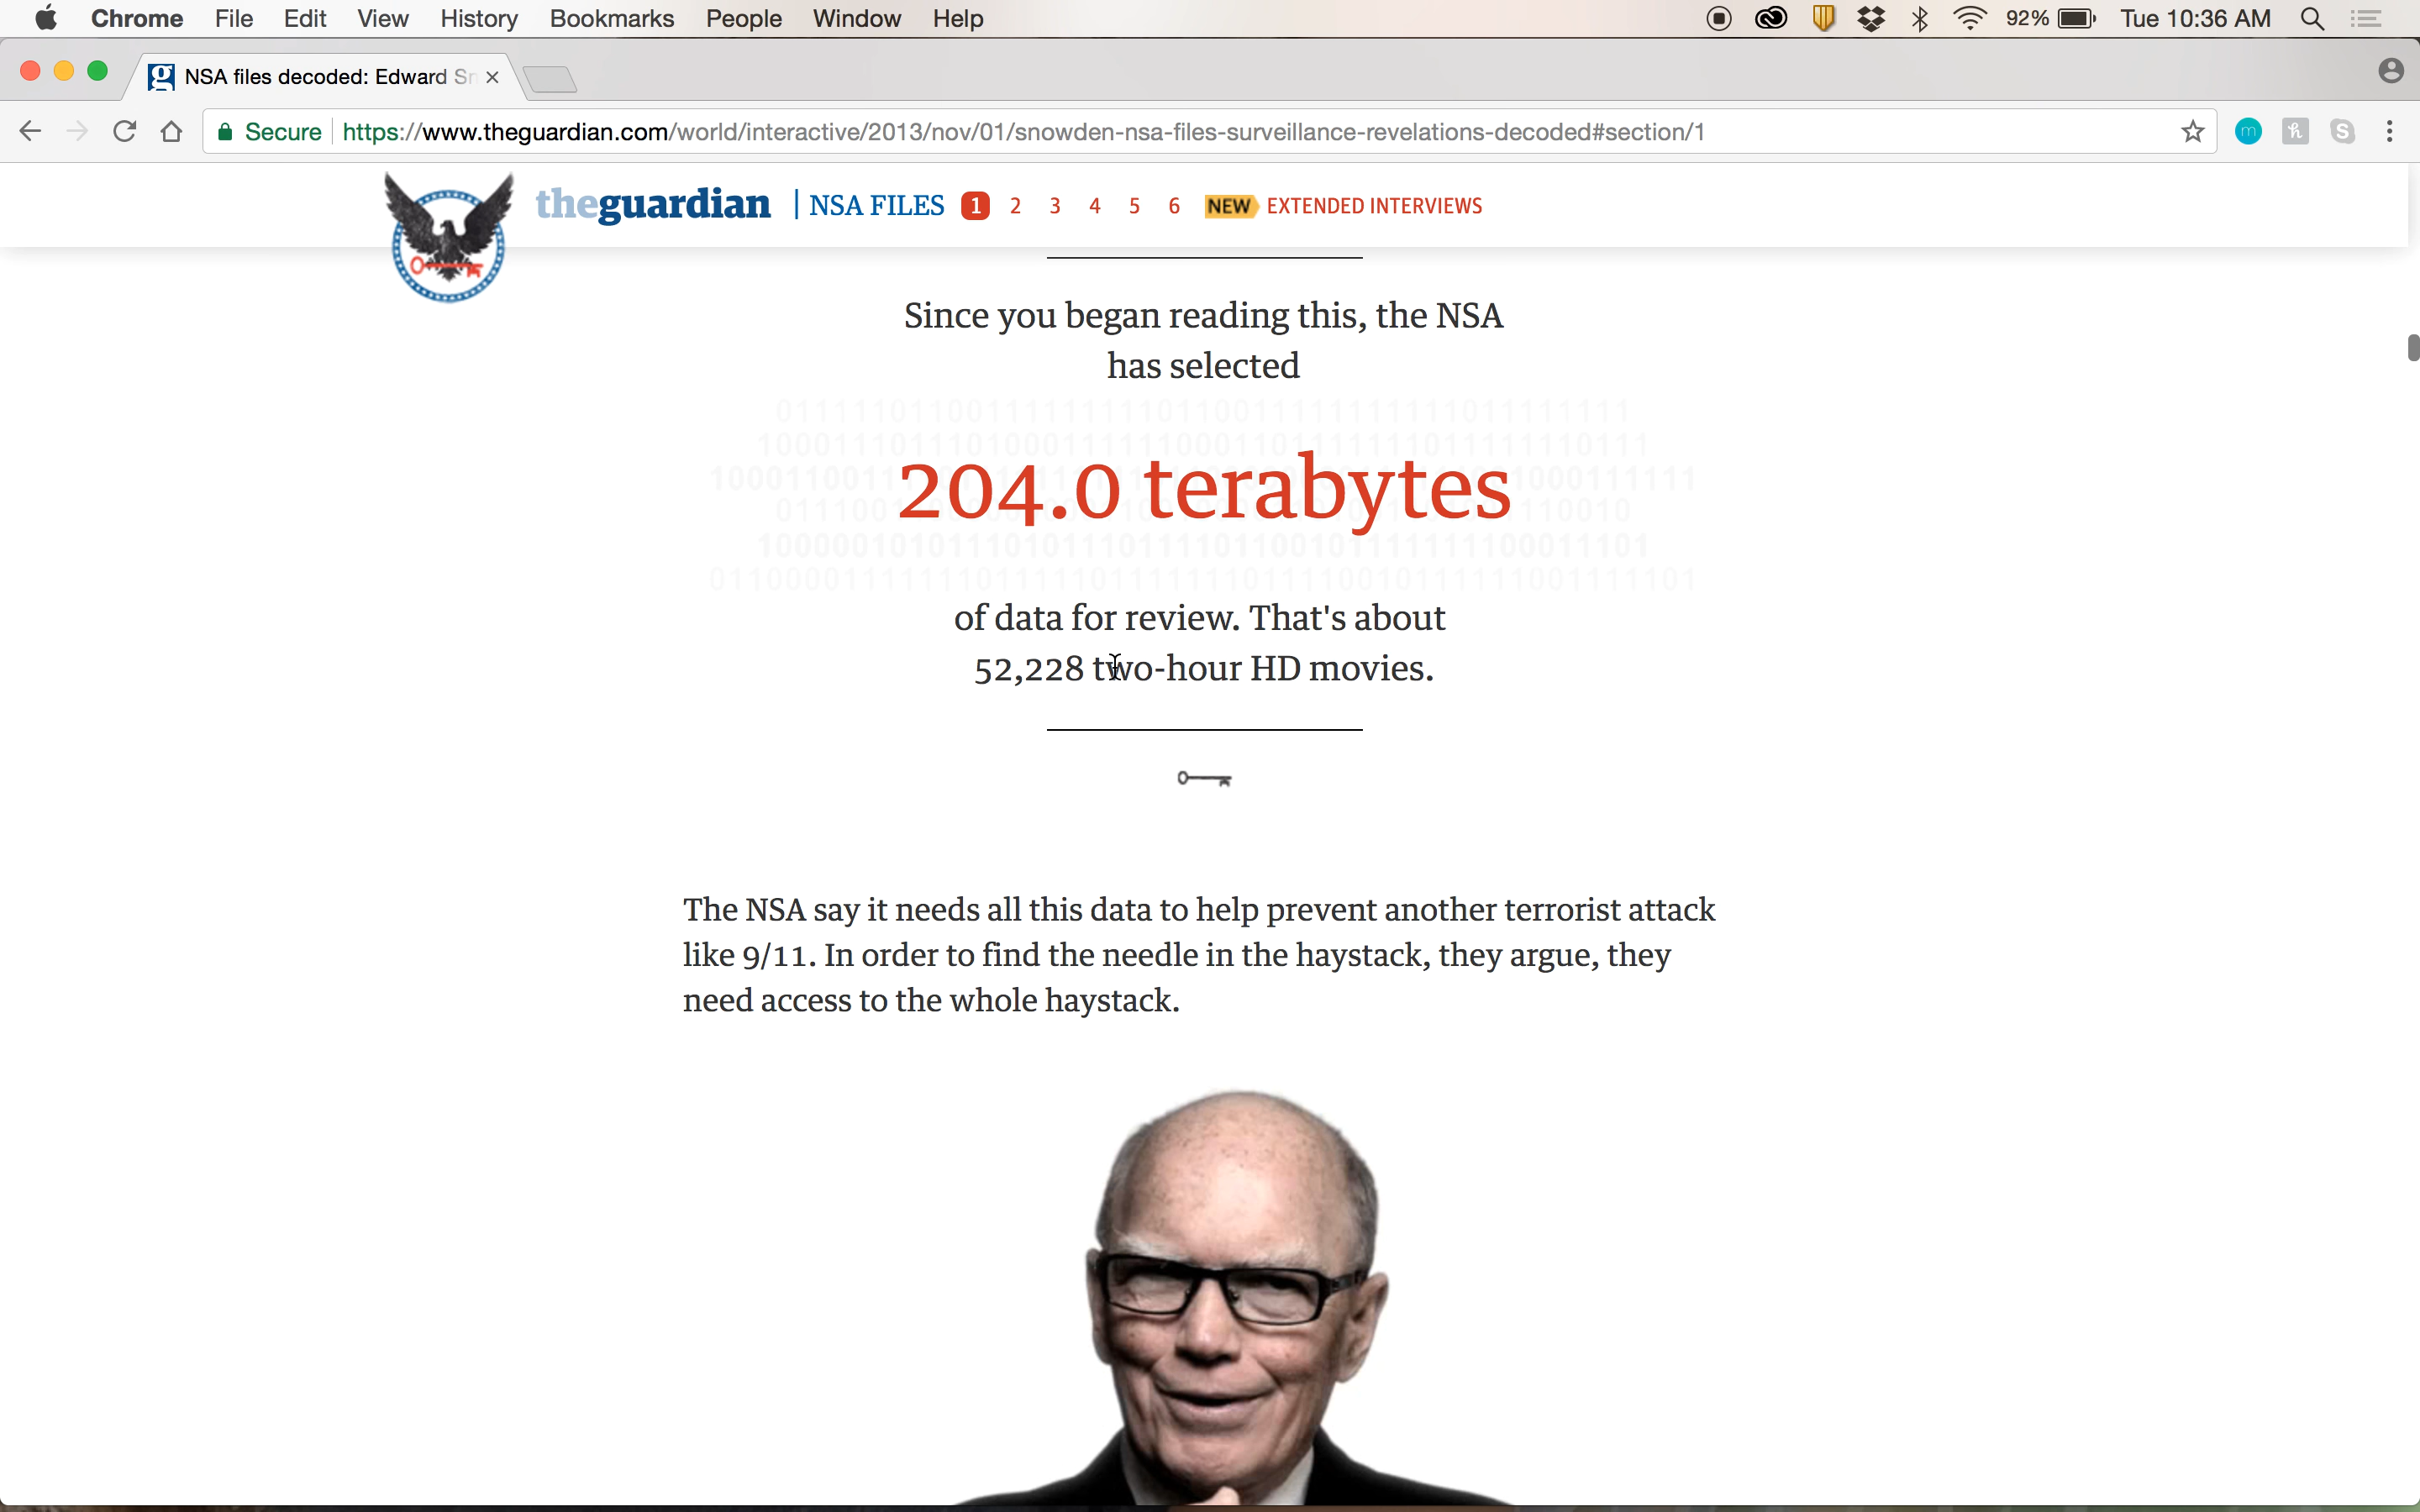 Chrome File Edit View History Bookmarks People Window Help 92% Tue 10:36 AM
NSA files decoded: Edward Sn
Secure https://www.theguardian.com/world/interactive/2013/nov/01/snowden-nsa-files-surveillance-revelations-decoded#section/1
theguardian NSA FILES 1 2 3 4 5 6 NEW EXTENDED INTERVIEWS
Since you began reading this, the NSA
has selected
204.0 terabytes
of data for review. That's about
52,228 two-hour HD movies.
The NSA say it needs all this data to help prevent another terrorist attack
like 9/11. In order to find the needle in the haystack, they argue, they
need access to the whole haystack.